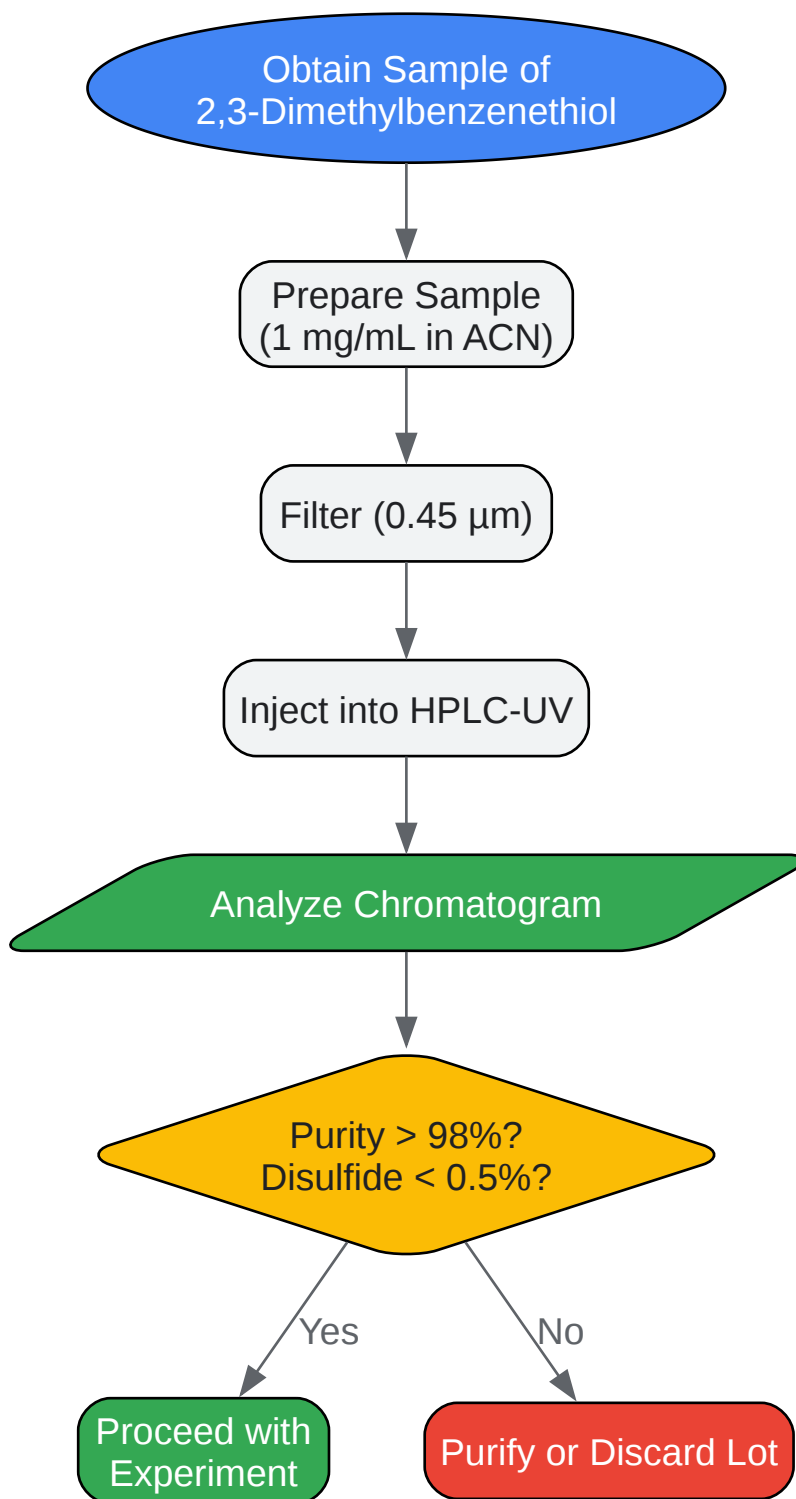 Obtain Sample of
2,3-Dimethylbenzenethiol
Prepare Sample
(1 mg/mL in ACN)
Filter (0.45 µm)
Inject into HPLC-UV
Analyze Chromatogram
Purity > 98%?
Disulfide < 0.5%?
Yes
No
Proceed with
Experiment
Purify or Discard Lot